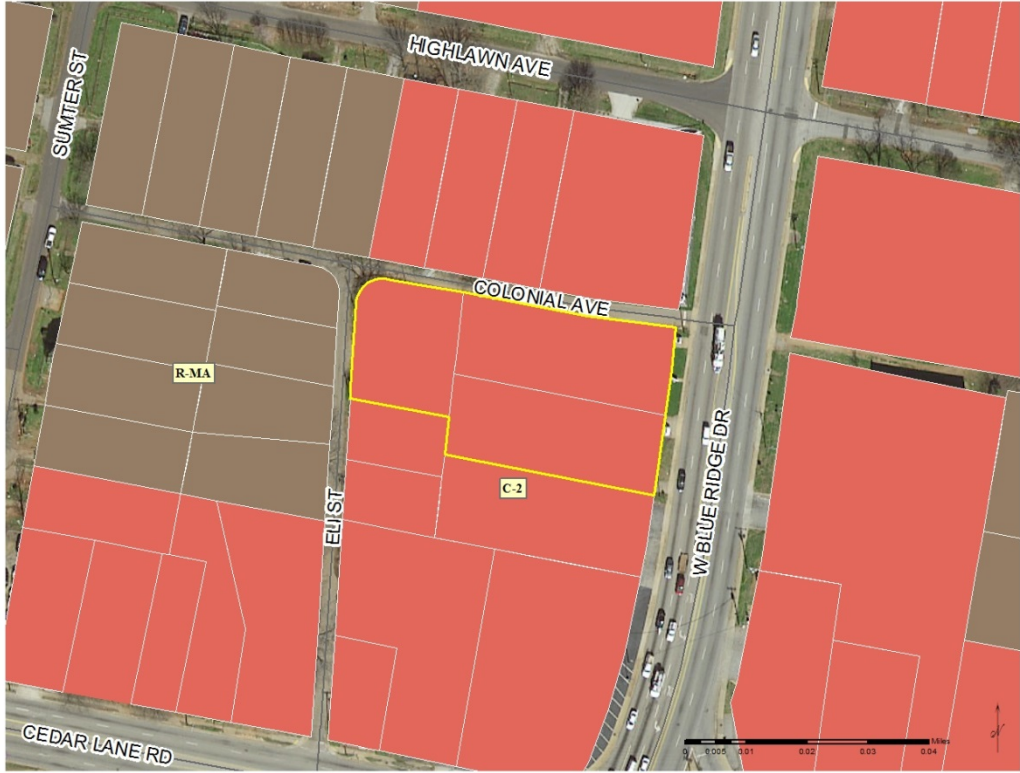 HIGHLAWN AVE
SUMTER ST
COLONIAL AVE
R-MA
W BLUE RIDGE DR
C-2
ELI ST
CEDAR LANE RD
Miles
0 0.005 0.01 0.02 0.03 0.04
N